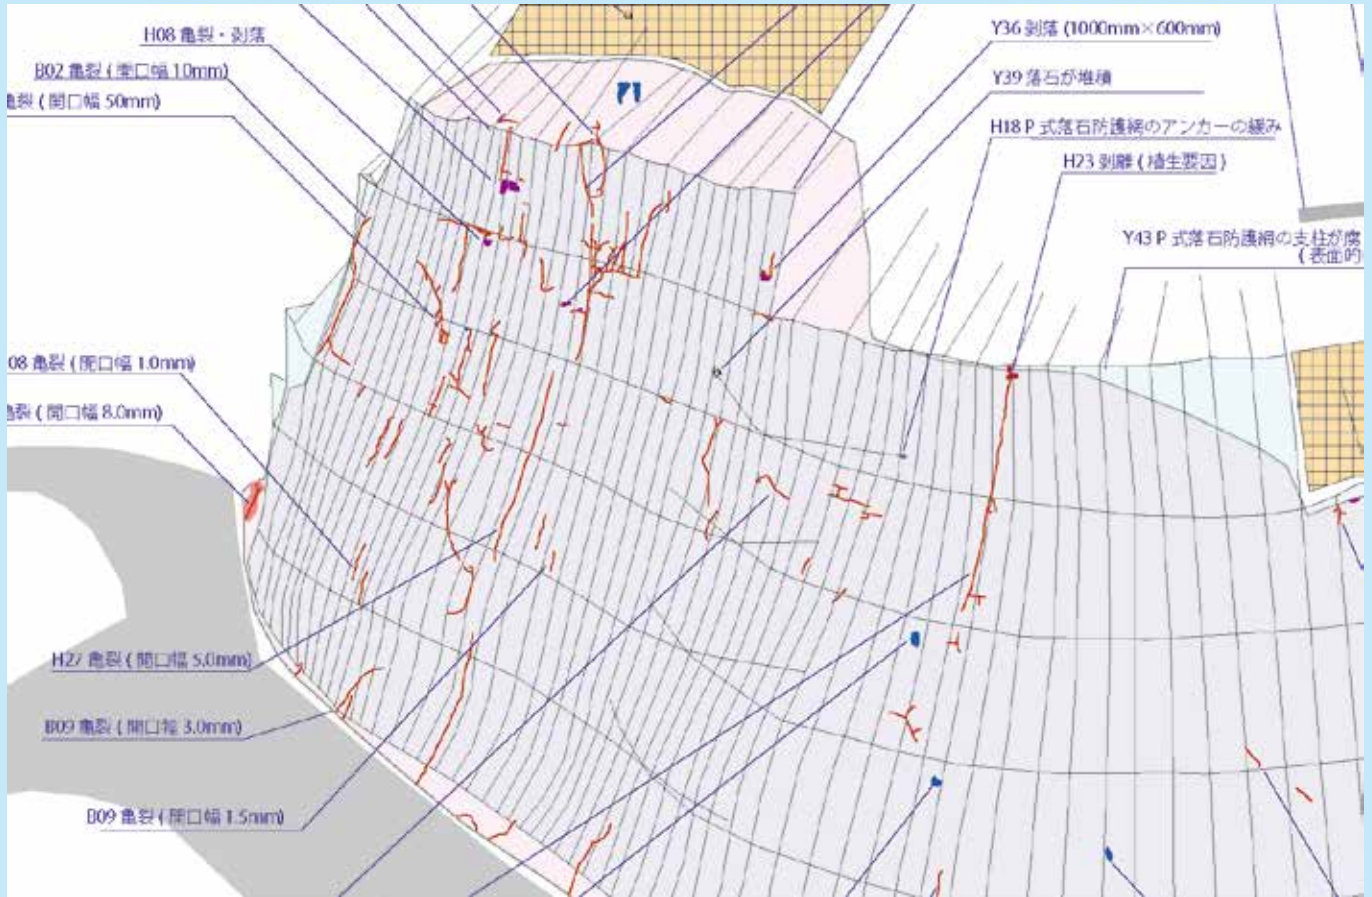 H08 亀裂・剥落
B02 亀裂 ( 開口幅 10mm)
亀裂 ( 開口幅 50mm)
08 亀裂 ( 開口幅 1.0mm)
亀裂 ( 開口幅 8.0mm)
H27 亀裂 ( 開口幅 5.0mm)
B09 亀裂 ( 開口幅 3.0mm)
B09 亀裂 ( 開口幅 1.5mm)
Y36 剥落 (1000mm×600mm)
Y39 落石が堆積
H18 P 式落石防護網のアンカーの緩み
H23 剥離 ( 植生要因 )
Y43 P 式落石防護網の支柱が腐
( 表面的